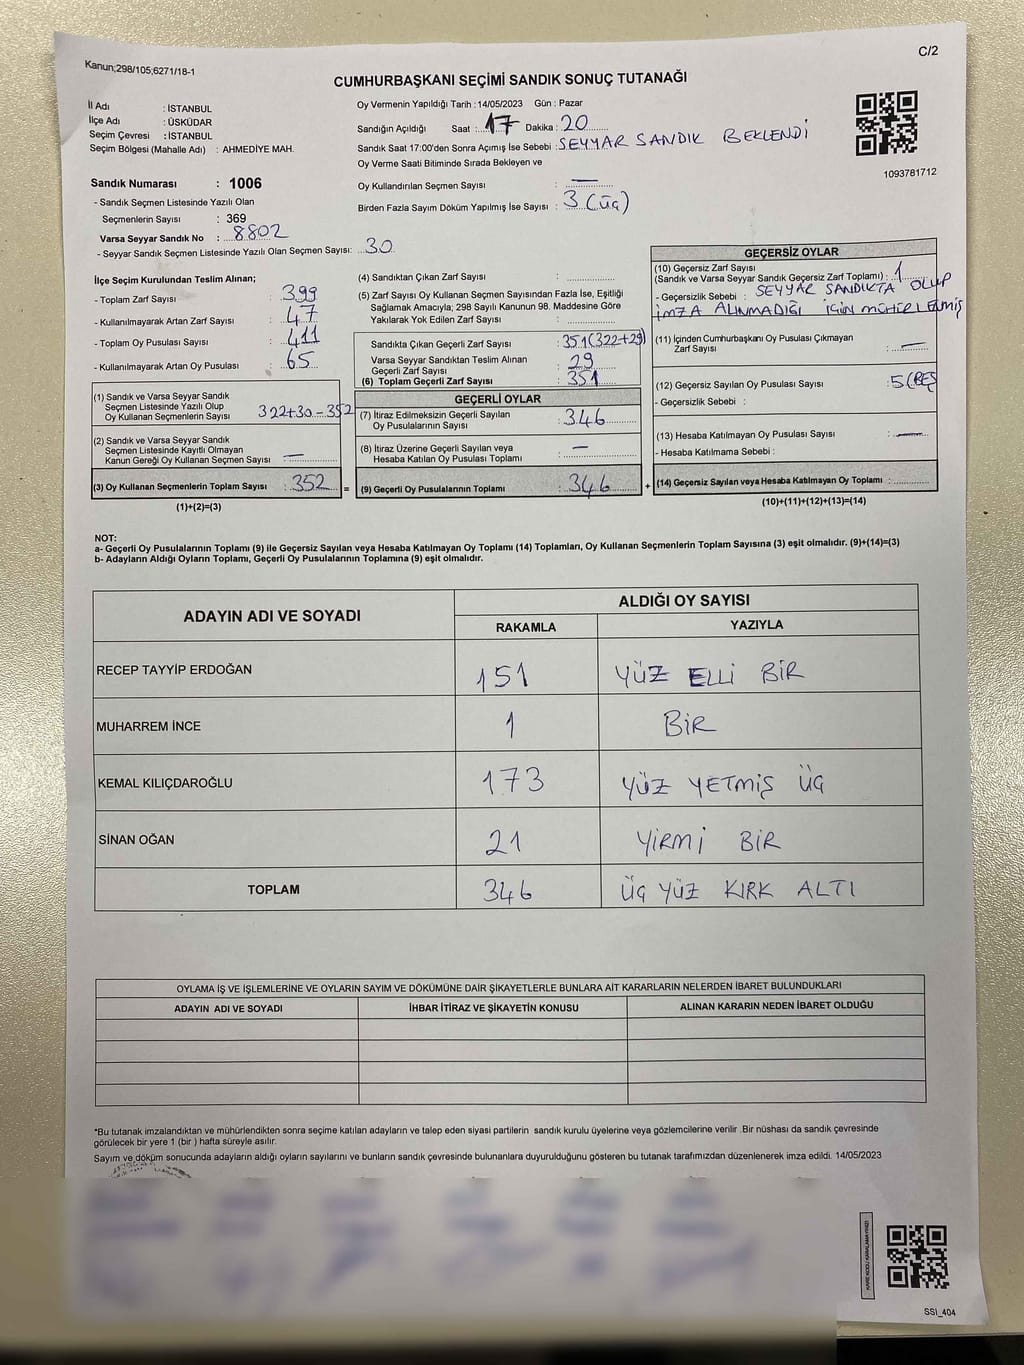 Kanun;298/105;6271/18-1
C/2
CUMHURBAŞKANI SEÇİMİ SANDIK SONUÇ TUTANAĞI
İl Adı : İSTANBUL
İlçe Adı : ÜSKÜDAR
Seçim Çevresi : İSTANBUL
Seçim Bölgesi (Mahalle Adı) : AHMEDİYE MAH.
Oy Vermenin Yapıldığı Tarih : 14/05/2023 Gün : Pazar
Sandığın Açıldığı Saat : 17 Dakika : 20
Sandık Saat 17:00'den Sonra Açımış İse Sebebi : SEYYAR SANDIK BEKLENDİ
Oy Verme Saati Bitiminde Sırada Bekleyen ve
Oy Kullandırılan Seçmen Sayısı : —
Birden Fazla Sayım Döküm Yapılmış İse Sayısı : 3 (üç)
1093781712
Sandık Numarası : 1006
- Sandık Seçmen Listesinde Yazılı Olan
Seçmenlerin Sayısı : 369
Varsa Seyyar Sandık No : 8802
- Seyyar Sandık Seçmen Listesinde Yazılı Olan Seçmen Sayısı: 30
İlçe Seçim Kurulundan Teslim Alınan;
- Toplam Zarf Sayısı : 399
- Kullanılmayarak Artan Zarf Sayısı : 47
- Toplam Oy Pusulası Sayısı : 411
- Kullanılmayarak Artan Oy Pusulası : 65
(1) Sandık ve Varsa Seyyar Sandık
Seçmen Listesinde Yazılı Olup
Oy Kullanan Seçmenlerin Sayısı 322+30-352
(2) Sandık ve Varsa Seyyar Sandık
Seçmen Listesinde Kayıtlı Olmayan
Kanun Gereği Oy Kullanan Seçmen Sayısı : —
(3) Oy Kullanan Seçmenlerin Toplam Sayısı : 352 =
(1)+(2)=(3)
(4) Sandıktan Çıkan Zarf Sayısı :
(5) Zarf Sayısı Oy Kullanan Seçmen Sayısından Fazla İse, Eşitliği
Sağlamak Amacıyla, 298 Sayılı Kanunun 98. Maddesine Göre
Yakılarak Yok Edilen Zarf Sayısı :
Sandıkta Çıkan Geçerli Zarf Sayısı : 351(322+29)
Varsa Seyyar Sandıktan Teslim Alınan
Geçerli Zarf Sayısı : 29
(6) Toplam Geçerli Zarf Sayısı : 351
GEÇERLİ OYLAR
(7) İtiraz Edilmeksizin Geçerli Sayılan
Oy Pusulalarının Sayısı : 346
(8) İtiraz Üzerine Geçerli Sayılan veya
Hesaba Katılan Oy Pusulası Toplamı : —
(9) Geçerli Oy Pusulalarının Toplamı : 346 +
GEÇERSİZ OYLAR
(10) Geçersiz Zarf Sayısı
(Sandık ve Varsa Seyyar Sandık Geçersiz Zarf Toplamı) : 1
- Geçersizlik Sebebi : SEYYAR SANDIKTA OLUP
İMZA ALINMADIĞI İÇİN MÜHÜRLENMİŞ
(11) İçinden Cumhurbaşkanı Oy Pusulası Çıkmayan
Zarf Sayısı : —
(12) Geçersiz Sayılan Oy Pusulası Sayısı : 5(BEŞ
- Geçersizlik Sebebi :
(13) Hesaba Katılmayan Oy Pusulası Sayısı : —
- Hesaba Katılmama Sebebi :
(14) Geçersiz Sayılan veya Hesaba Katılmayan Oy Toplamı :
(10)+(11)+(12)+(13)=(14)
NOT:
a- Geçerli Oy Pusulalarının Toplamı (9) ile Geçersiz Sayılan veya Hesaba Katılmayan Oy Toplamı (14) Toplamları, Oy Kullanan Seçmenlerin Toplam Sayısına (3) eşit olmalıdır. (9)+(14)=(3)
b- Adayların Aldığı Oyların Toplamı, Geçerli Oy Pusulalarının Toplamına (9) eşit olmalıdır.
ADAYIN ADI VE SOYADI ALDIĞI OY SAYISI
RAKAMLA YAZIYLA
RECEP TAYYİP ERDOĞAN 151 YÜZ ELLİ BİR
MUHARREM İNCE 1 BİR
KEMAL KILIÇDAROĞLU 173 YÜZ YETMİŞ ÜÇ
SİNAN OĞAN 21 YİRMİ BİR
TOPLAM 346 ÜÇ YÜZ KIRK ALTI
OYLAMA İŞ VE İŞLEMLERİNE VE OYLARIN SAYIM VE DÖKÜMÜNE DAİR ŞİKAYETLERLE BUNLARA AİT KARARLARIN NELERDEN İBARET BULUNDUKLARI
ADAYIN ADI VE SOYADI İHBAR İTİRAZ VE ŞİKAYETİN KONUSU ALINAN KARARIN NEDEN İBARET OLDUĞU
*Bu tutanak imzalandıktan ve mühürlendikten sonra seçime katılan adayların ve talep eden siyasi partilerin sandık kurulu üyelerine veya gözlemcilerine verilir .Bir nüshası da sandık çevresinde
görülecek bir yere 1 (bir ) hafta süreyle asılır.
Sayım ve döküm sonucunda adayların aldığı oyların sayılarını ve bunların sandık çevresinde bulunanlara duyurulduğunu gösteren bu tutanak tarafımızdan düzenlenerek imza edildi. 14/05/2023
SSI_404